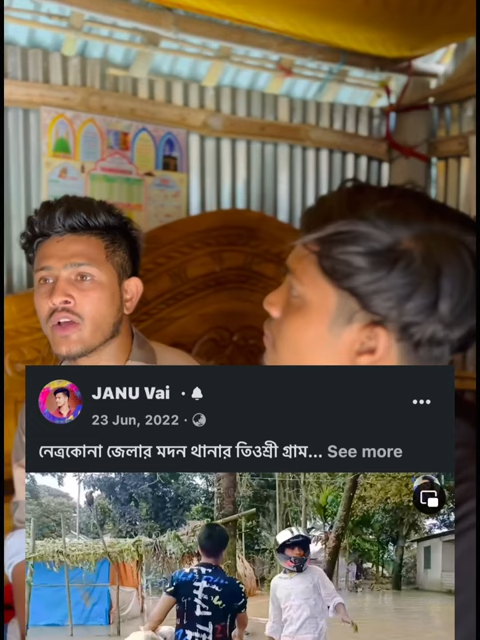 JANU Vai
23 Jun, 2022
নেত্রকোনা জেলার মদন থানার তিওশ্রী গ্রাম... See more